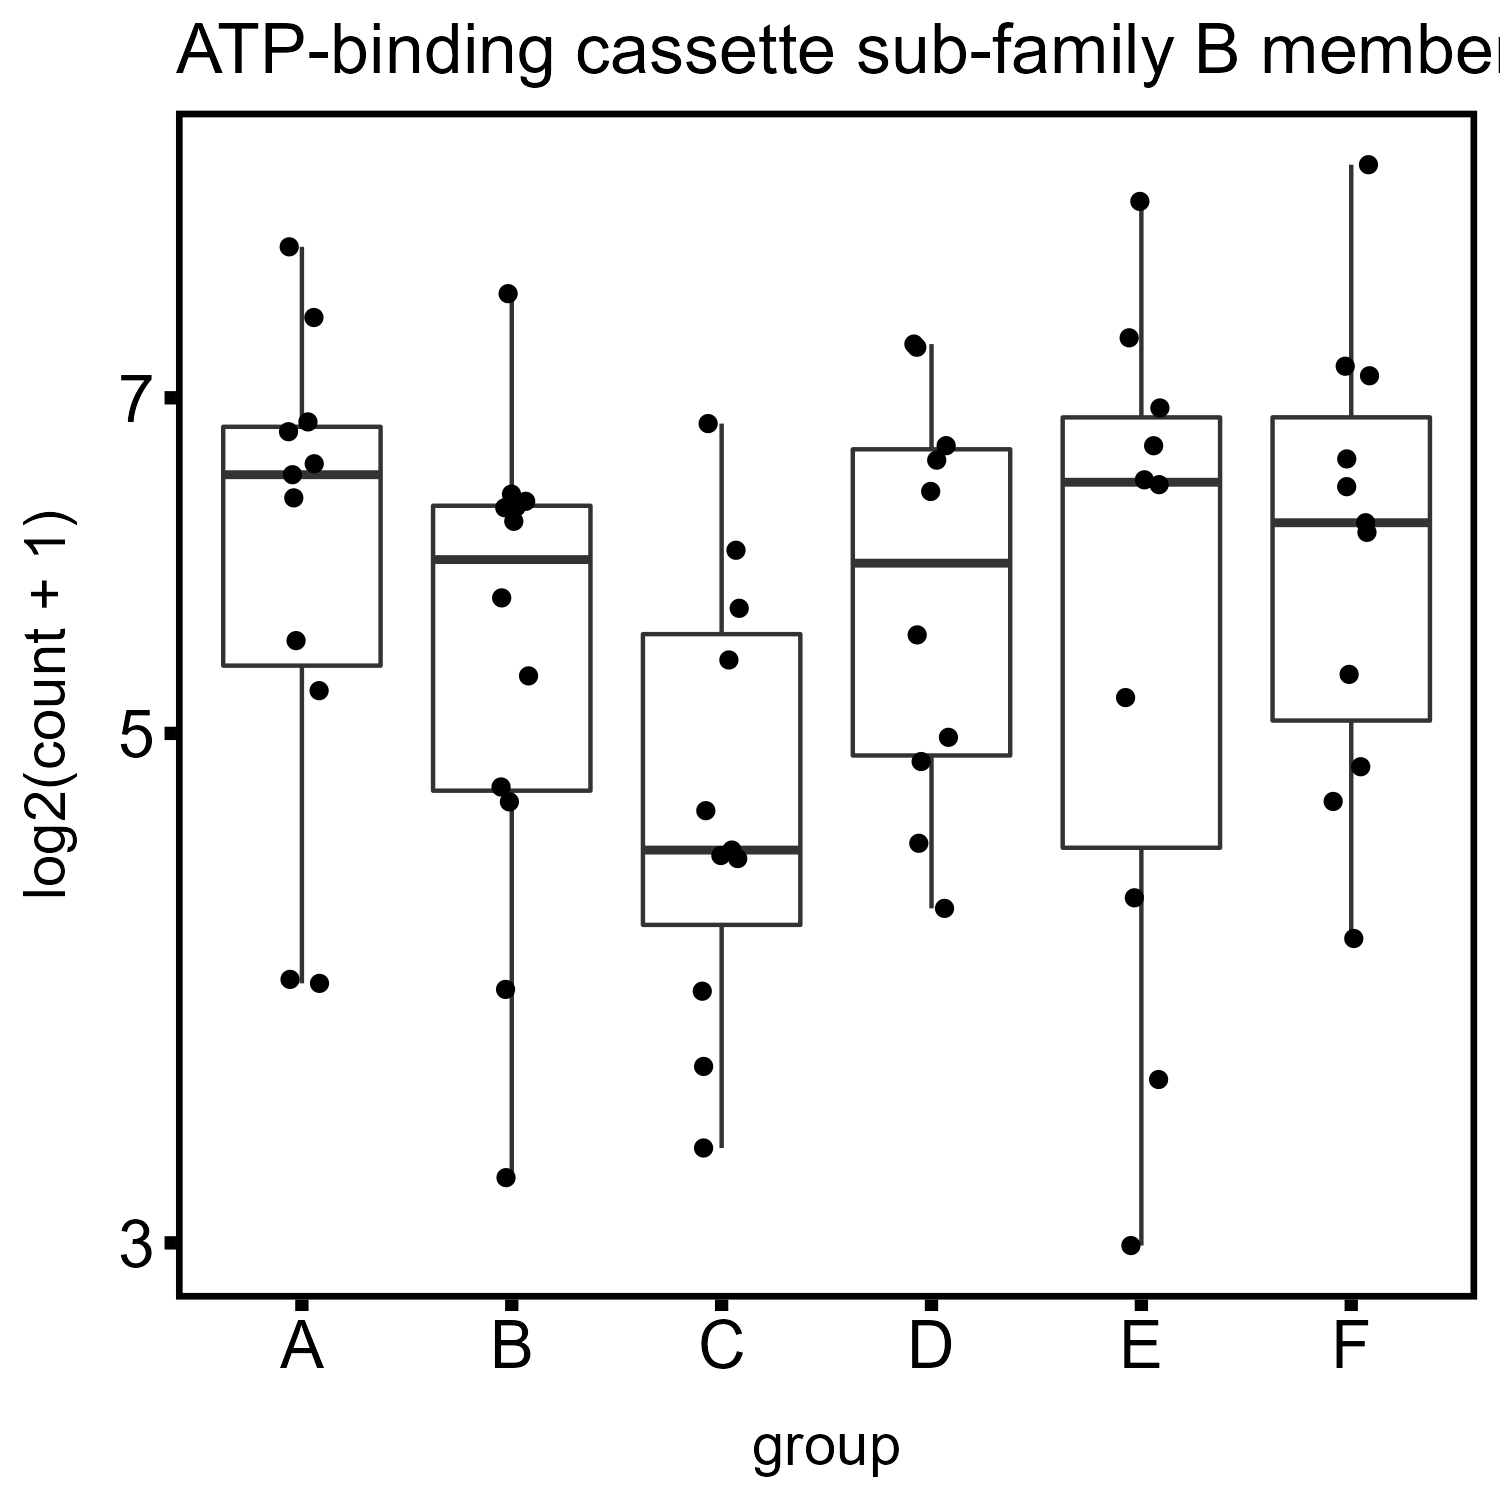 ATP-binding cassette sub-family B member
log2(count + 1)
7
5
3
A B C D E F
group